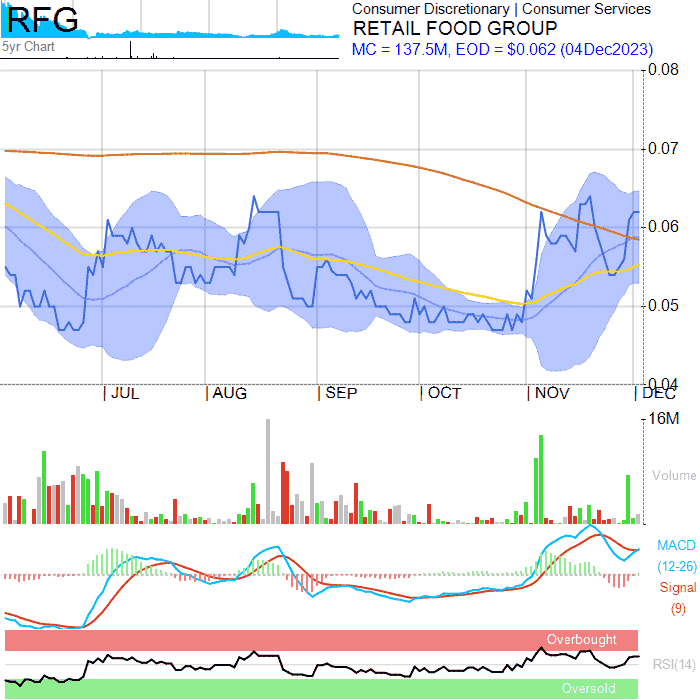 RFG
5yr Chart
Consumer Discretionary | Consumer Services
RETAIL FOOD GROUP
MC = 137.5M, EOD = $0.062 (04Dec2023)
0.08
0.07
0.06
0.05
0.04
JUL
AUG
SEP
OCT
NOV
DEC
16M
Volume
MACD
(12-26)
Signal
(9)
Overbought
RSI(14)
Oversold